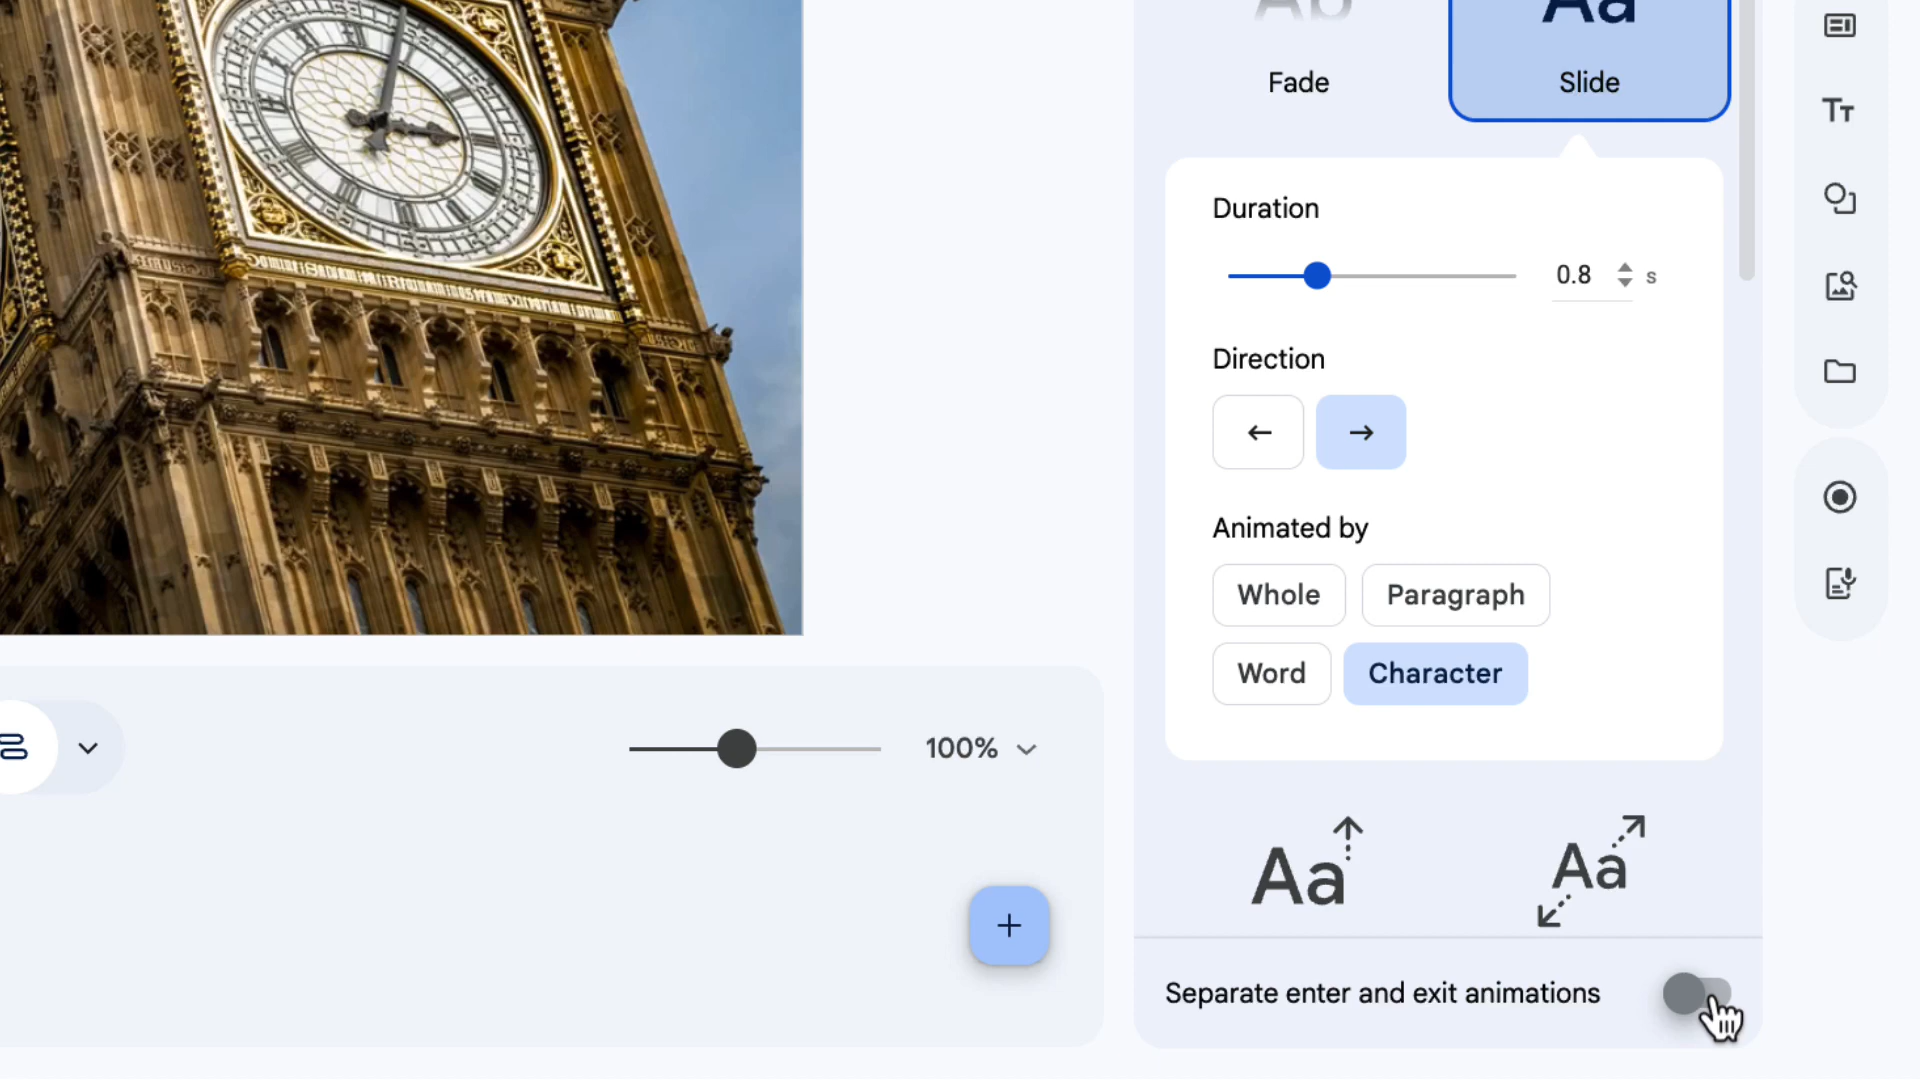 Aa
Fade
Slide
Duration
0.8
s
Direction
Animated by
Whole
Paragraph
Word
Character
100%
Aa
Aa
Separate enter and exit animations